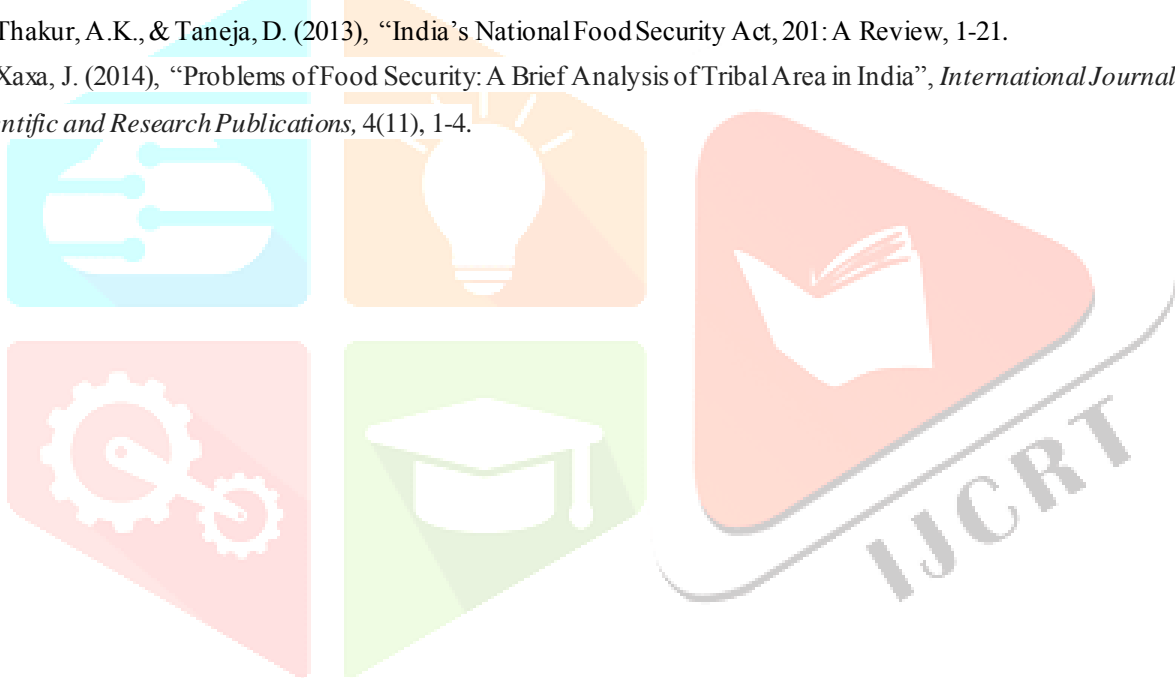 Thakur, A.K., & Taneja, D. (2013), “India’s National Food Security Act, 201: A Review, 1-21.
Xaxa, J. (2014), “Problems of Food Security: A Brief Analysis of Tribal Area in India”, International Journal
entific and Research Publications, 4(11), 1-4.
IJCRT